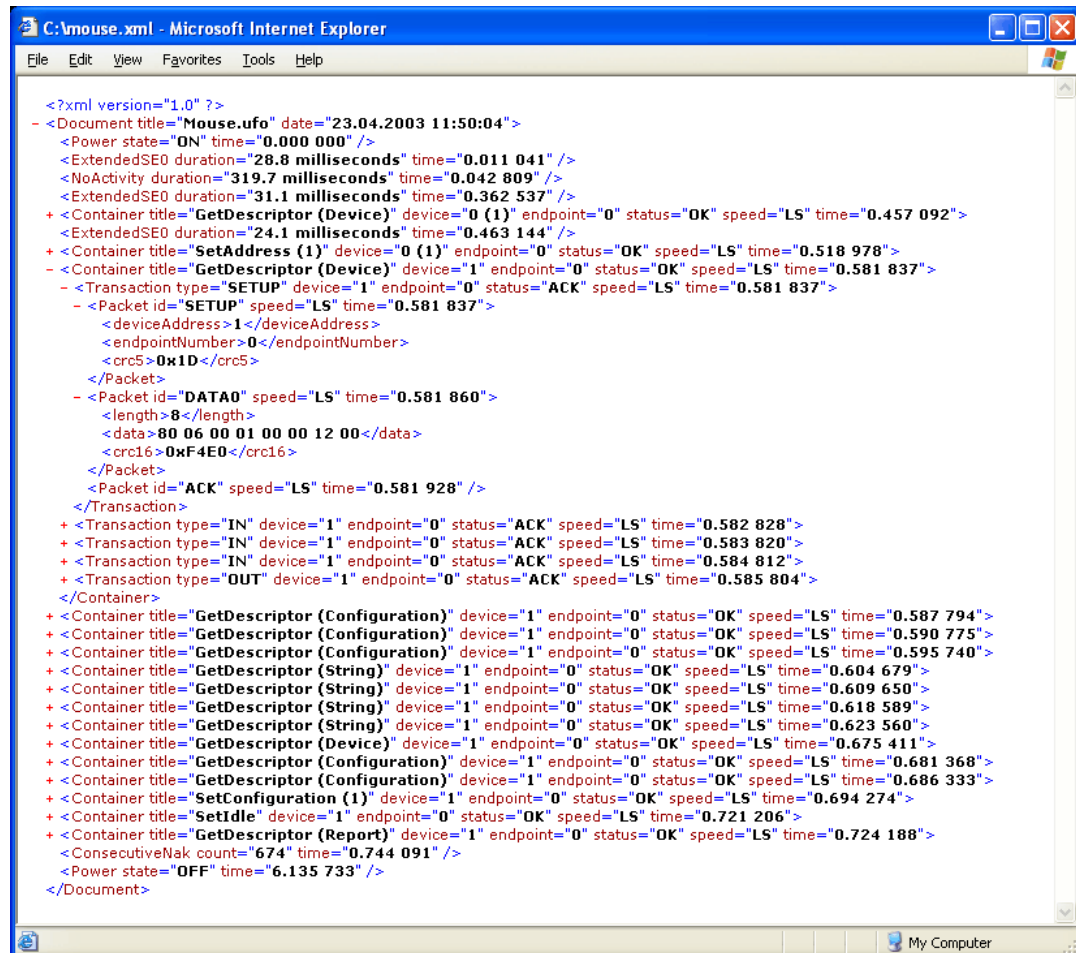 C:\mouse.xml - Microsoft Internet Explorer
File Edit View Favorites Tools Help
<?xml version="1.0" ?>
- <Document title="Mouse.ufo" date="23.04.2003 11:50:04">
<Power state="ON" time="0.000 000" />
<ExtendedSE0 duration="28.8 milliseconds" time="0.011 041" />
<NoActivity duration="319.7 milliseconds" time="0.042 809" />
<ExtendedSE0 duration="31.1 milliseconds" time="0.362 537" />
+ <Container title="GetDescriptor (Device)" device="0 (1)" endpoint="0" status="OK" speed="LS" time="0.457 092">
<ExtendedSE0 duration="24.1 milliseconds" time="0.463 144" />
+ <Container title="SetAddress (1)" device="0 (1)" endpoint="0" status="OK" speed="LS" time="0.518 978">
- <Container title="GetDescriptor (Device)" device="1" endpoint="0" status="OK" speed="LS" time="0.581 837">
- <Transaction type="SETUP" device="1" endpoint="0" status="ACK" speed="LS" time="0.581 837">
- <Packet id="SETUP" speed="LS" time="0.581 837">
<deviceAddress>1</deviceAddress>
<endpointNumber>0</endpointNumber>
<crc5>0x1D</crc5>
</Packet>
- <Packet id="DATA0" speed="LS" time="0.581 860">
<length>8</length>
<data>80 06 00 01 00 00 12 00</data>
<crc16>0xF4E0</crc16>
</Packet>
<Packet id="ACK" speed="LS" time="0.581 928" />
</Transaction>
+ <Transaction type="IN" device="1" endpoint="0" status="ACK" speed="LS" time="0.582 828">
+ <Transaction type="IN" device="1" endpoint="0" status="ACK" speed="LS" time="0.583 820">
+ <Transaction type="IN" device="1" endpoint="0" status="ACK" speed="LS" time="0.584 812">
+ <Transaction type="OUT" device="1" endpoint="0" status="ACK" speed="LS" time="0.585 804">
</Container>
+ <Container title="GetDescriptor (Configuration)" device="1" endpoint="0" status="OK" speed="LS" time="0.587 794">
+ <Container title="GetDescriptor (Configuration)" device="1" endpoint="0" status="OK" speed="LS" time="0.590 775">
+ <Container title="GetDescriptor (Configuration)" device="1" endpoint="0" status="OK" speed="LS" time="0.595 740">
+ <Container title="GetDescriptor (String)" device="1" endpoint="0" status="OK" speed="LS" time="0.604 679">
+ <Container title="GetDescriptor (String)" device="1" endpoint="0" status="OK" speed="LS" time="0.609 650">
+ <Container title="GetDescriptor (String)" device="1" endpoint="0" status="OK" speed="LS" time="0.618 589">
+ <Container title="GetDescriptor (String)" device="1" endpoint="0" status="OK" speed="LS" time="0.623 560">
+ <Container title="GetDescriptor (Device)" device="1" endpoint="0" status="OK" speed="LS" time="0.675 411">
+ <Container title="GetDescriptor (Configuration)" device="1" endpoint="0" status="OK" speed="LS" time="0.681 368">
+ <Container title="GetDescriptor (Configuration)" device="1" endpoint="0" status="OK" speed="LS" time="0.686 333">
+ <Container title="SetConfiguration (1)" device="1" endpoint="0" status="OK" speed="LS" time="0.694 274">
+ <Container title="SetIdle" device="1" endpoint="0" status="OK" speed="LS" time="0.721 206">
+ <Container title="GetDescriptor (Report)" device="1" endpoint="0" status="OK" speed="LS" time="0.724 188">
<ConsecutiveNak count="674" time="0.744 091" />
<Power state="OFF" time="6.135 733" />
</Document>
My Computer